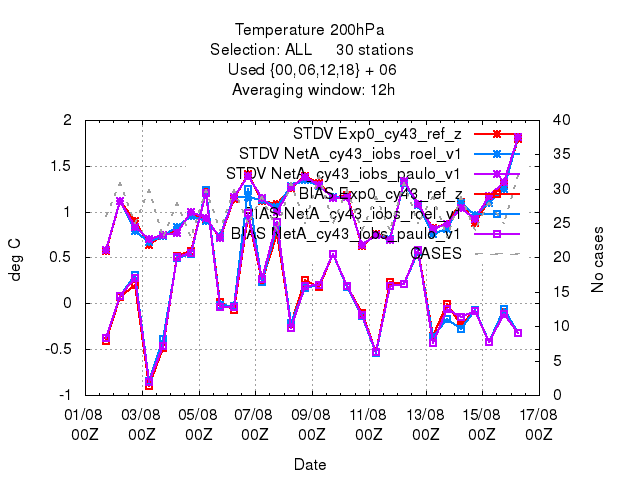 Temperature 200hPa
Selection: ALL 30 stations
Used {00,06,12,18} + 06
Averaging window: 12h
deg C
No cases
2
1.5
1
0.5
0
-0.5
-1
40
35
30
25
20
15
10
5
0
STDV Exp0_cy43_ref_z
STDV NetA_cy43_iobs_roel_v1
STDV NetA_cy43_iobs_paulo_v1
BIAS Exp0_cy43_ref_z
BIAS NetA_cy43_iobs_roel_v1
BIAS NetA_cy43_iobs_paulo_v1
CASES
01/08 03/08 05/08 07/08 09/08 11/08 13/08 15/08 17/08
00Z 00Z 00Z 00Z 00Z 00Z 00Z 00Z 00Z
Date